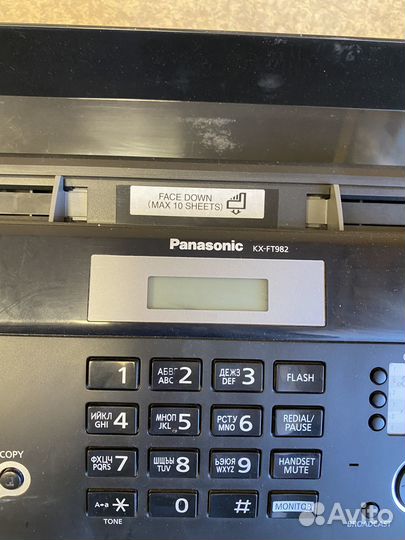 FACE DOWN
(MAX 10 SHEETS)
Panasonic KX-FT982
1 АБВГ ABC 2 ДЕЖЗ DEF 3 FLASH
ИЙКЛ GHI 4 МНОП JKL 5 РСТУ MNO 6 REDIAL/ PAUSE
COPY
ФХЦЧ PQRS 7 ШЩЪЫ TUV 8 ЬЭЮЯ WXYZ 9 HANDSET MUTE
A↔a ✱ 0 # MONITOR
TONE
BROADCAST
Avito